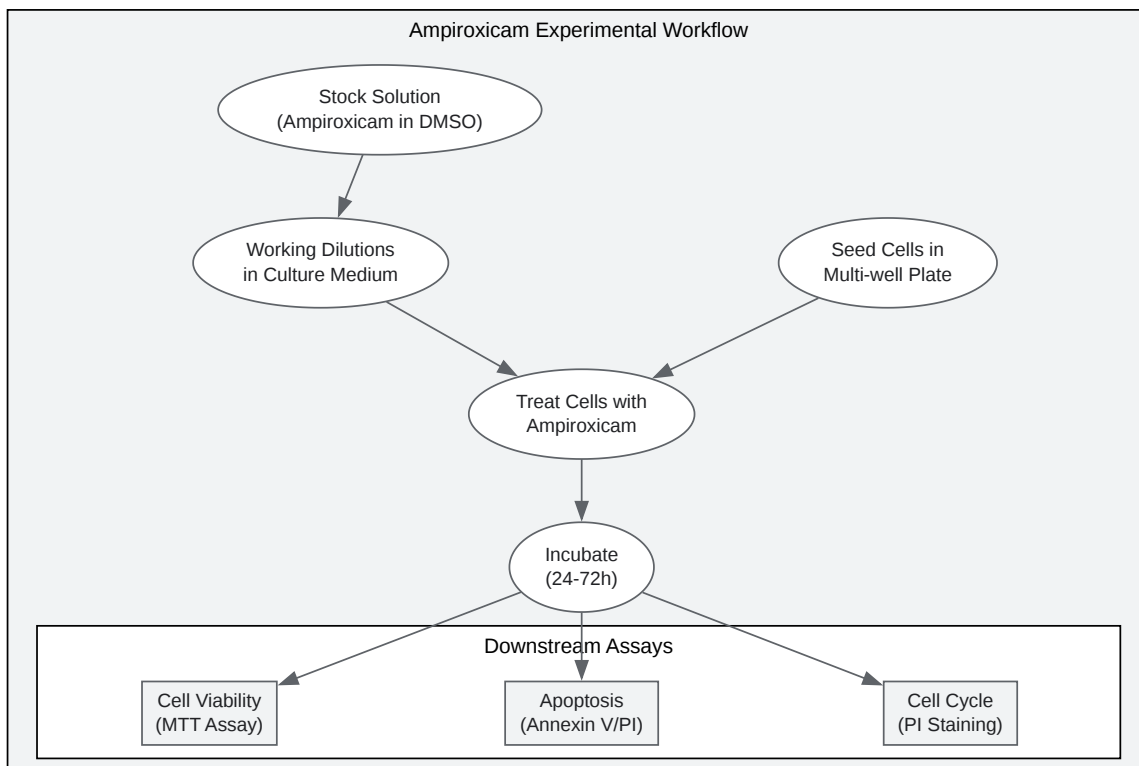 Ampiroxicam Experimental Workflow
Stock Solution
(Ampiroxicam in DMSO)
Working Dilutions
in Culture Medium
Seed Cells in
Multi-well Plate
Treat Cells with
Ampiroxicam
Incubate
(24-72h)
Downstream Assays
Cell Viability
(MTT Assay)
Apoptosis
(Annexin V/PI)
Cell Cycle
(PI Staining)